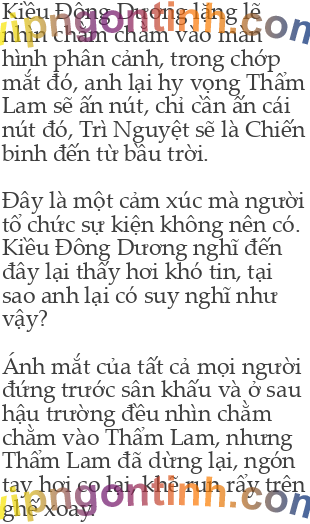 Kiều Đông Dương lẳng lẽ
nhìn chằm chằm vào màn
hình phân cảnh, trong chớp
mắt đó, anh lại hy vọng Thẩm
Lam sẽ ấn nút, chỉ cần ấn cái
nút đó, Trì Nguyệt sẽ là Chiến
binh đến từ bầu trời.

Đây là một cảm xúc mà người
tổ chức sự kiện không nên có.
Kiều Đông Dương nghĩ đến
đây lại thấy hơi khó tin, tại
sao anh lại có suy nghĩ như
vậy?

Ánh mắt của tất cả mọi người
đứng trước sân khấu và ở sau
hậu trường đều nhìn chằm
chằm vào Thẩm Lam, nhưng
Thẩm Lam đã dừng lại, ngón
tay hơi co lại, khẽ run rẩy trên
ghế xoay.
vipngontinh.com
vipngontinh.com